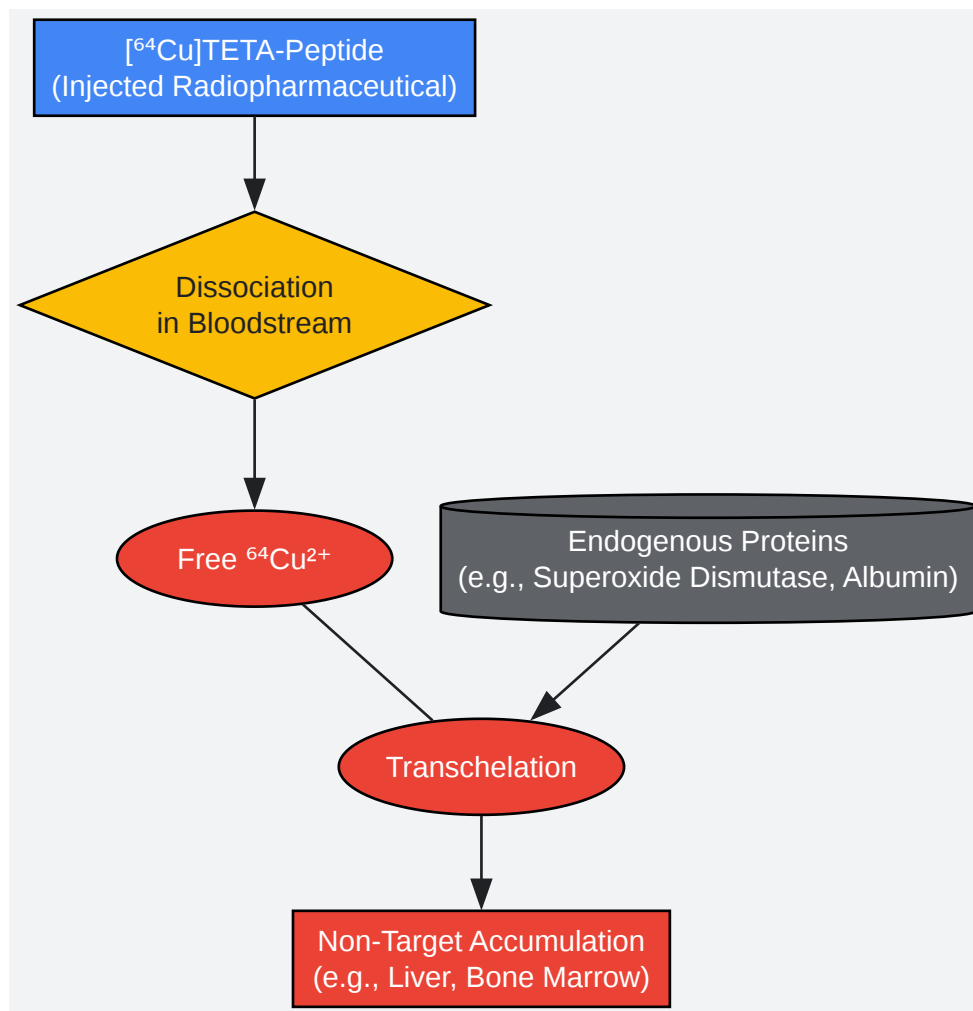 [⁶⁴Cu]TETA-Peptide
(Injected Radiopharmaceutical)
Dissociation
in Bloodstream
Free ⁶⁴Cu²⁺
Endogenous Proteins
(e.g., Superoxide Dismutase, Albumin)
Transchelation
Non-Target Accumulation
(e.g., Liver, Bone Marrow)